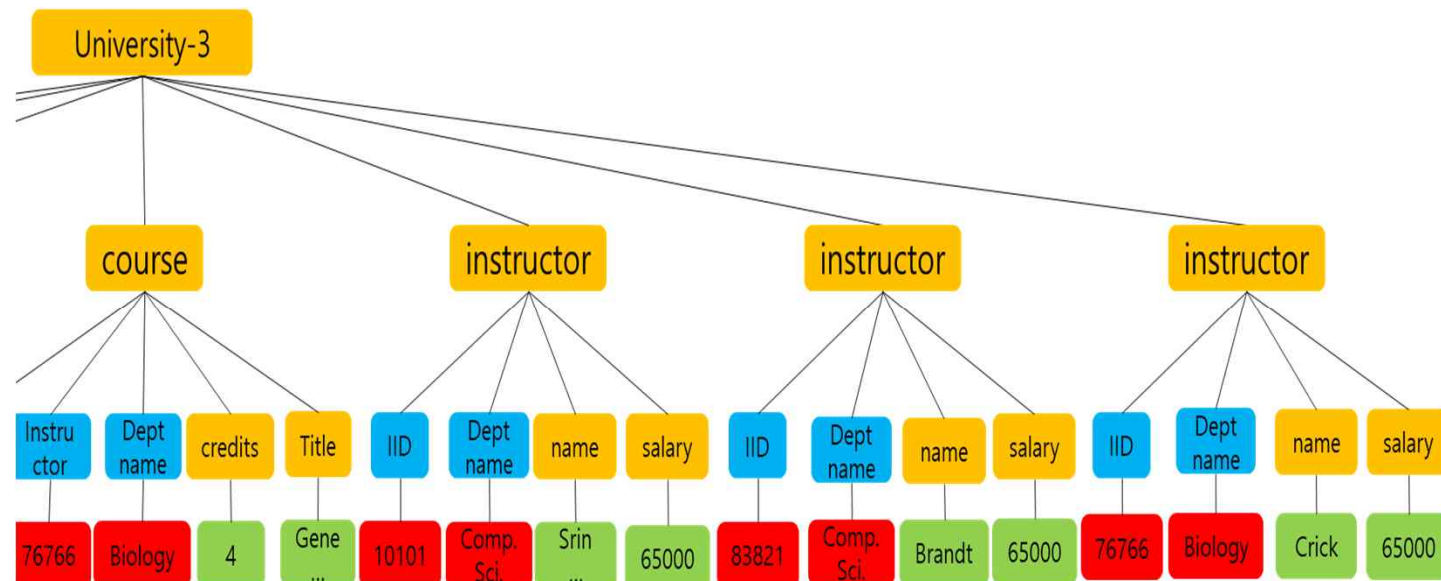 University-3
course
instructor
instructor
instructor
Instru
ctor
Dept
name
credits
Title
IID
Dept
name
name
salary
IID
Dept
name
name
salary
IID
Dept
name
name
salary
76766
Biology
4
Gene
...
10101
Comp.
Sci.
Srin
...
65000
83821
Comp.
Sci.
Brandt
65000
76766
Biology
Crick
65000